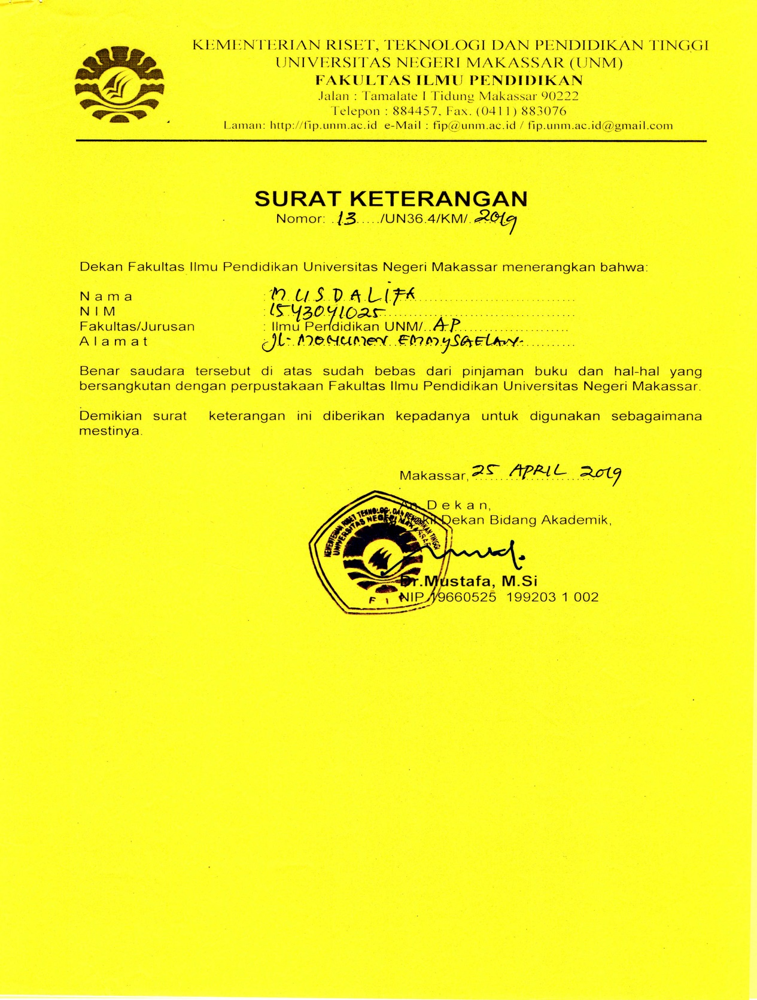 KEMENTERIAN RISET, TEKNOLOGI DAN PENDIDIKAN TINGGI
UNIVERSITAS NEGERI MAKASSAR (UNM)
FAKULTAS ILMU PENDIDIKAN
Jalan : Tamalate I Tidung Makassar 90222
Telepon : 884457, Fax. (0411) 883076
Laman: http://fip.unm.ac.id e-Mail : fip@unm.ac.id / fip.unm.ac.id@gmail.com
SURAT KETERANGAN
Nomor: .13...../UN36.4/KM/.2019
Dekan Fakultas Ilmu Pendidikan Universitas Negeri Makassar menerangkan bahwa:
N a m a : MUSDALIFA
N I M : 1543041025
Fakultas/Jurusan : Ilmu Pendidikan UNM/..AP
A l a m a t : Jl. MONUMEN EMMYSAELAN.
Benar saudara tersebut di atas sudah bebas dari pinjaman buku dan hal-hal yang
bersangkutan dengan perpustakaan Fakultas Ilmu Pendidikan Universitas Negeri Makassar.
Demikian surat keterangan ini diberikan kepadanya untuk digunakan sebagaimana
mestinya.
Makassar, 25 APRIL 2019
An. D e k a n,
Dekan Bidang Akademik,
KEMENTERIAN RISET TEKNOLOGI DAN PENDIDIKAN TINGGI
UNIVERSITAS NEGERI MAKASSAR
F I P
Dr.Mustafa, M.Si
NIP 19660525 199203 1 002